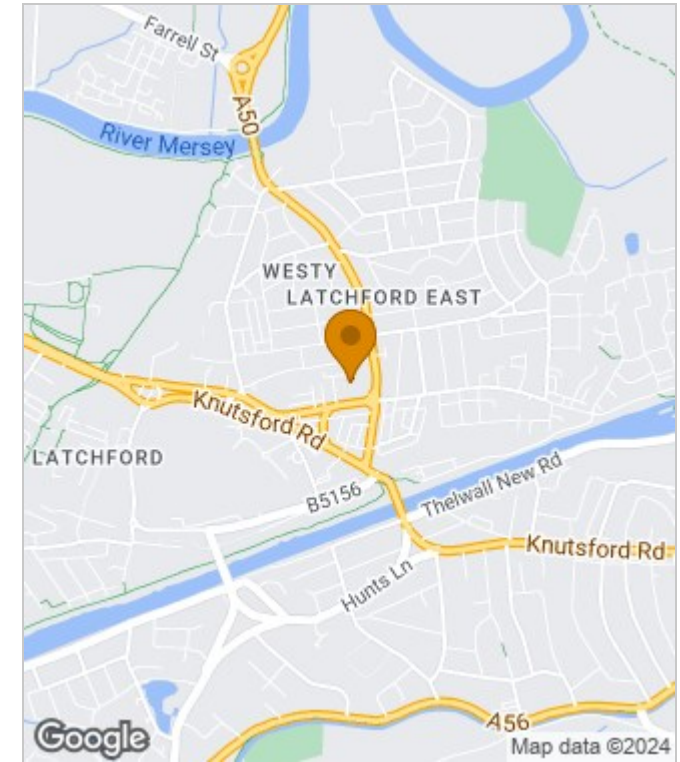 Farrell St
A50
River Mersey
WESTY
LATCHFORD EAST
Knutsford Rd
LATCHFORD
B5156
Thelwall New Rd
Knutsford Rd
Hunts Ln
A56
Google
Map data ©2024